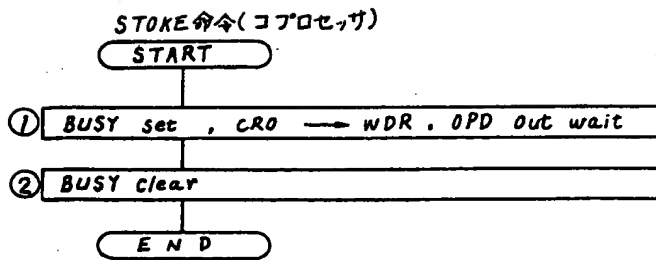 STOKE命令(コプロセッサ)
START
① BUSY set , CR0 → WDR . OPD Out wait
② BUSY Clear
END